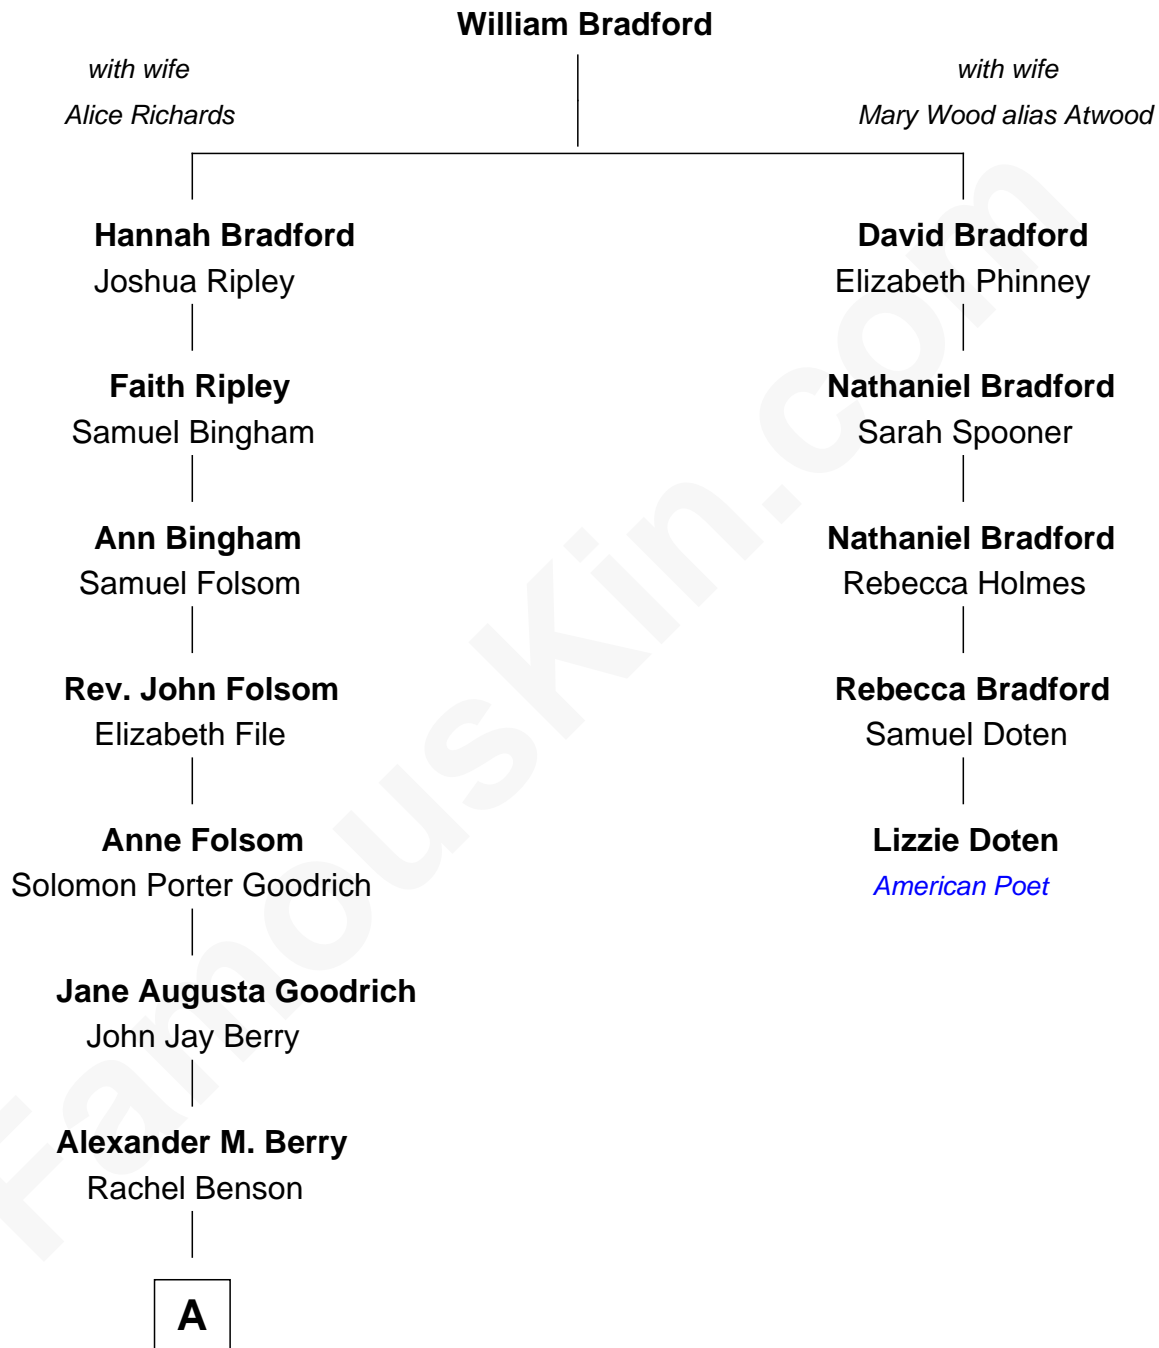 William Bradford
with wife
Alice Richards
with wife
Mary Wood alias Atwood
Hannah Bradford
Joshua Ripley
David Bradford
Elizabeth Phinney
Faith Ripley
Samuel Bingham
Nathaniel Bradford
Sarah Spooner
Ann Bingham
Samuel Folsom
Nathaniel Bradford
Rebecca Holmes
Rev. John Folsom
Elizabeth File
Rebecca Bradford
Samuel Doten
Anne Folsom
Solomon Porter Goodrich
Lizzie Doten
American Poet
Jane Augusta Goodrich
John Jay Berry
Alexander M. Berry
Rachel Benson
A
FamousKin.com